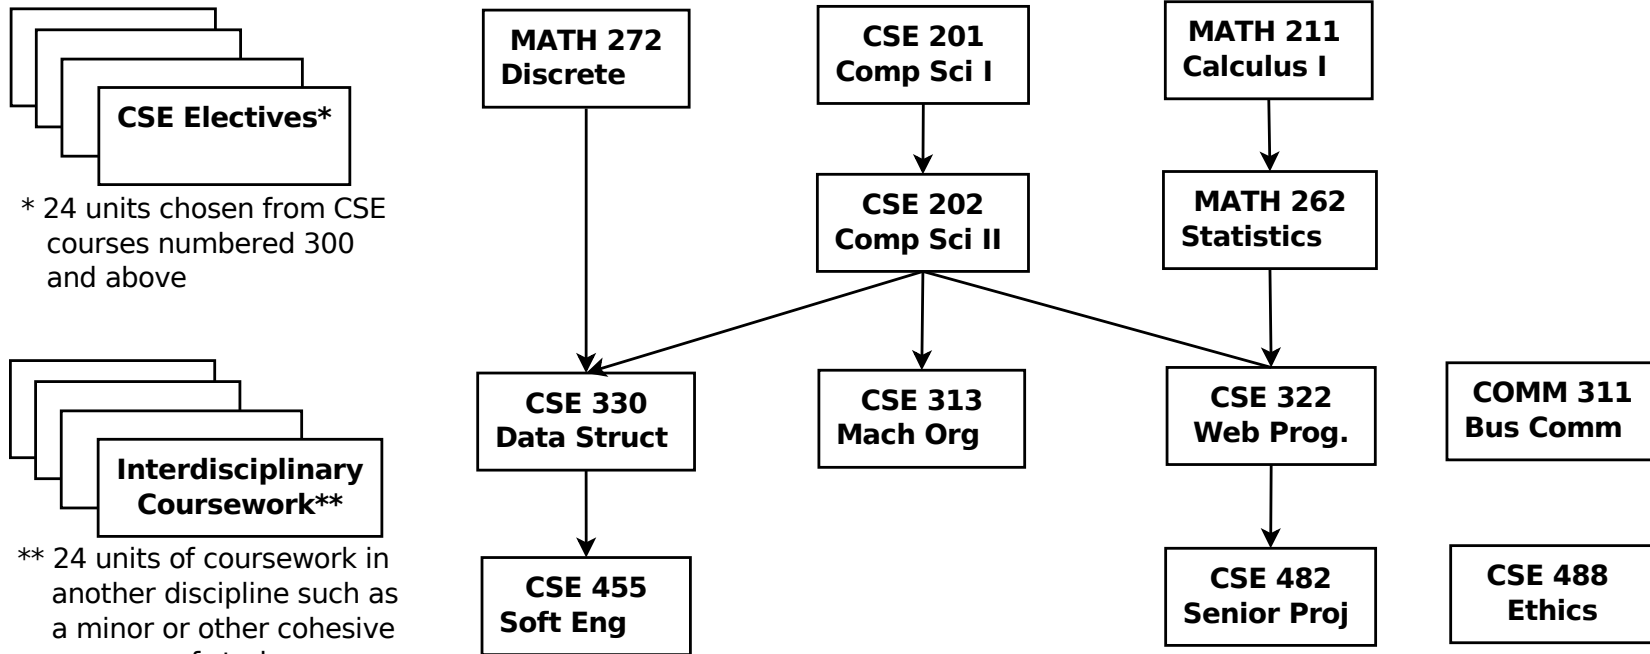 CSE Electives*
* 24 units chosen from CSE
courses numbered 300
and above
Interdisciplinary
Coursework**
** 24 units of coursework in
another discipline such as
a minor or other cohesive
MATH 272
Discrete
CSE 201
Comp Sci I
MATH 211
Calculus I
CSE 202
Comp Sci II
MATH 262
Statistics
CSE 330
Data Struct
CSE 313
Mach Org
CSE 322
Web Prog.
COMM 311
Bus Comm
CSE 455
Soft Eng
CSE 482
Senior Proj
CSE 488
Ethics